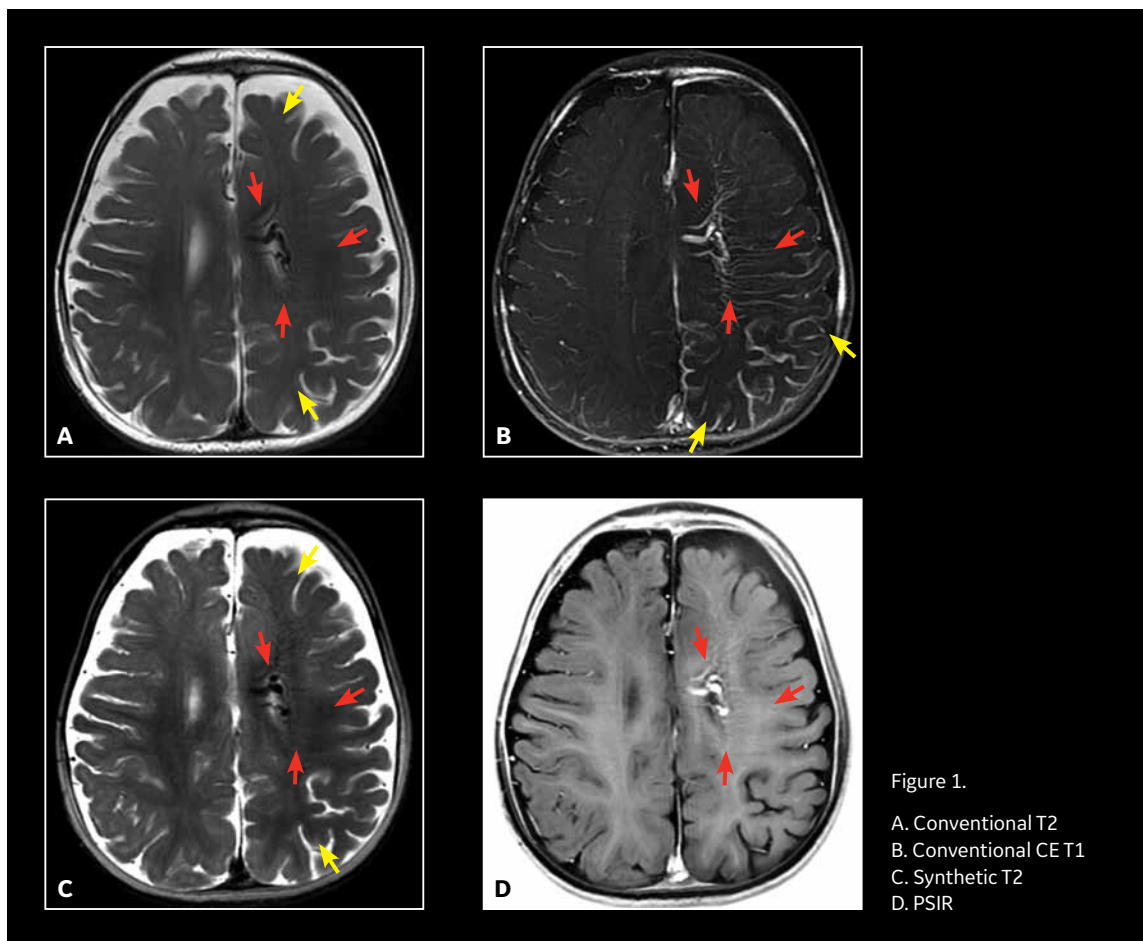 A
B
C
D
Figure 1.
A. Conventional T2
B. Conventional CE T1
C. Synthetic T2
D. PSIR